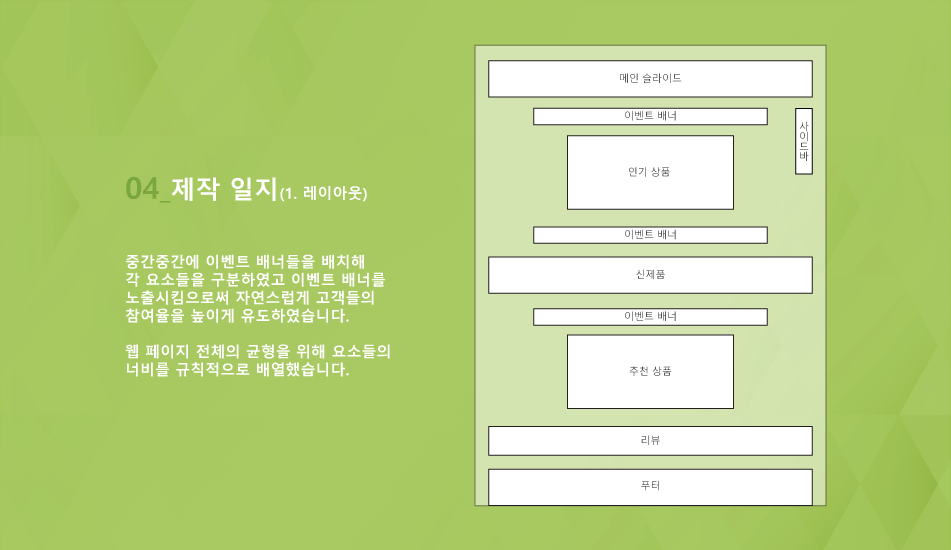 04_제작 일지(1. 레이아웃)
중간중간에 이벤트 배너들을 배치해
각 요소들을 구분하였고 이벤트 배너를
노출시킴으로써 자연스럽게 고객들의
참여율을 높이게 유도하였습니다.
웹 페이지 전체의 균형을 위해 요소들의
너비를 규칙적으로 배열했습니다.
메인 슬라이드
이벤트 배너
사이드바
인기 상품
이벤트 배너
신제품
이벤트 배너
추천 상품
리뷰
푸터